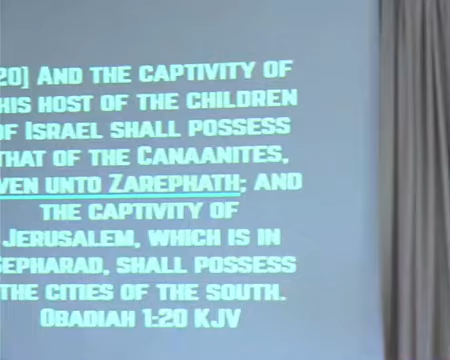 20] And the captivity of
his host of the children
of Israel shall possess
that of the Canaanites,
ven unto Zarephath; and
the captivity of
Jerusalem, which is in
Sepharad, shall possess
the cities of the south.
Obadiah 1:20 KJV